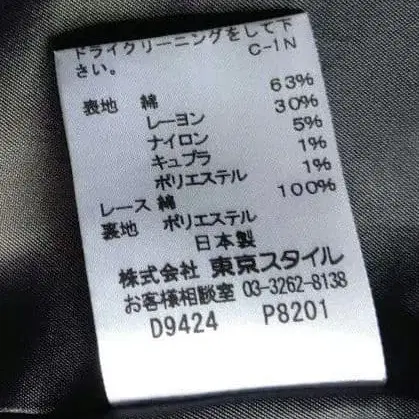 ドライクリーニングをして下
さい。 C-1N
表地 綿 63%
レーヨン 30%
ナイロン 5%
キュプラ 1%
ポリエステル 1%
レース 綿 100%
裏地 ポリエステル
日本製
株式会社 東京スタイル
お客様相談室 03-3262-8138
D9424 P8201